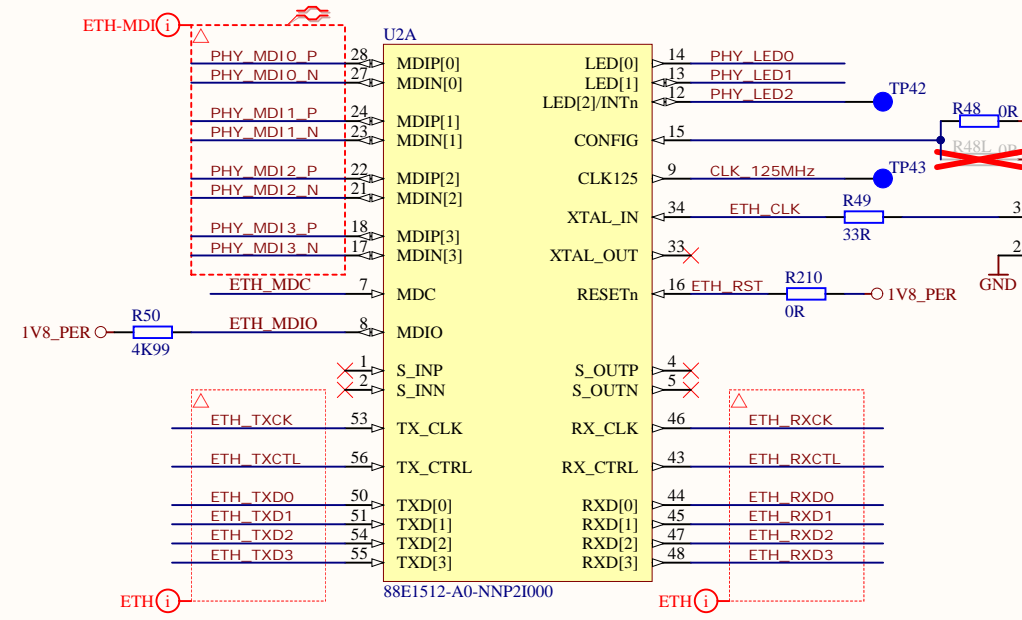 ETH-MDI i
U2A
PHY_MDI0_P 28 MDIP[0] LED[0] 14 PHY_LED0
PHY_MDI0_N 27 MDIN[0] LED[1] 13 PHY_LED1
LED[2]/INTn 12 PHY_LED2 TP42
PHY_MDI1_P 24 MDIP[1] R48 0R
PHY_MDI1_N 23 MDIN[1] CONFIG 15 R48L 0R
PHY_MDI2_P 22 MDIP[2] CLK125 9 CLK_125MHz TP43
PHY_MDI2_N 21 MDIN[2]
XTAL_IN 34 ETH_CLK R49 33R 3
PHY_MDI3_P 18 MDIP[3]
PHY_MDI3_N 17 MDIN[3] XTAL_OUT 33 2
GND
ETH_MDC 7 MDC RESETn 16 ETH_RST R210 0R 1V8_PER
1V8_PER R50 4K99 ETH_MDIO 8 MDIO
1 S_INP S_OUTP 4
2 S_INN S_OUTN 5
ETH_TXCK 53 TX_CLK RX_CLK 46 ETH_RXCK
ETH_TXCTL 56 TX_CTRL RX_CTRL 43 ETH_RXCTL
ETH_TXD0 50 TXD[0] RXD[0] 44 ETH_RXD0
ETH_TXD1 51 TXD[1] RXD[1] 45 ETH_RXD1
ETH_TXD2 54 TXD[2] RXD[2] 47 ETH_RXD2
ETH_TXD3 55 TXD[3] RXD[3] 48 ETH_RXD3
88E1512-A0-NNP2I000
ETH i ETH i